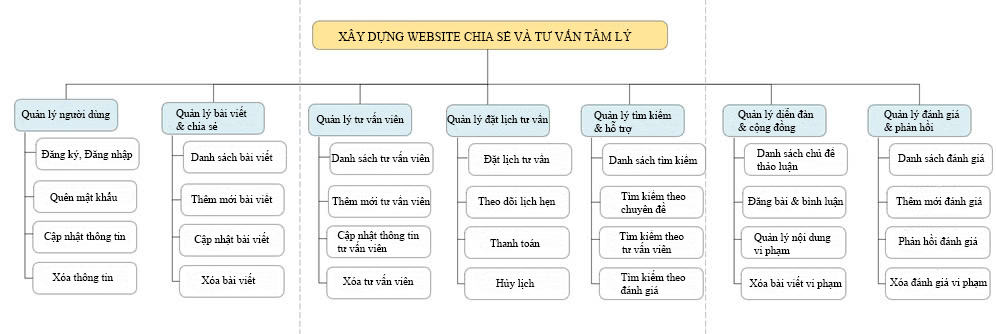 XÂY DỰNG WEBSITE CHIA SẺ VÀ TƯ VẤN TÂM LÝ
Quản lý người dùng
Đăng ký, Đăng nhập
Quên mật khẩu
Cập nhật thông tin
Xóa thông tin
Quản lý bài viết
& chia sẻ
Danh sách bài viết
Thêm mới bài viết
Cập nhật bài viết
Xóa bài viết
Quản lý tư vấn viên
Danh sách tư vấn viên
Thêm mới tư vấn viên
Cập nhật thông tin
tư vấn viên
Xóa tư vấn viên
Quản lý đặt lịch tư vấn
Đặt lịch tư vấn
Theo dõi lịch hẹn
Thanh toán
Hủy lịch
Quản lý tìm kiếm
& hỗ trợ
Danh sách tìm kiếm
Tìm kiếm theo
chuyên đề
Tìm kiếm theo
tư vấn viên
Tìm kiếm theo
đánh giá
Quản lý diễn đàn
& cộng đồng
Danh sách chủ đề
thảo luận
Đăng bài & bình luận
Quản lý nội dung
vi phạm
Xóa bài viết vi phạm
Quản lý đánh giá
& phản hồi
Danh sách đánh giá
Thêm mới đánh giá
Phản hồi đánh giá
Xóa đánh giá vi phạm